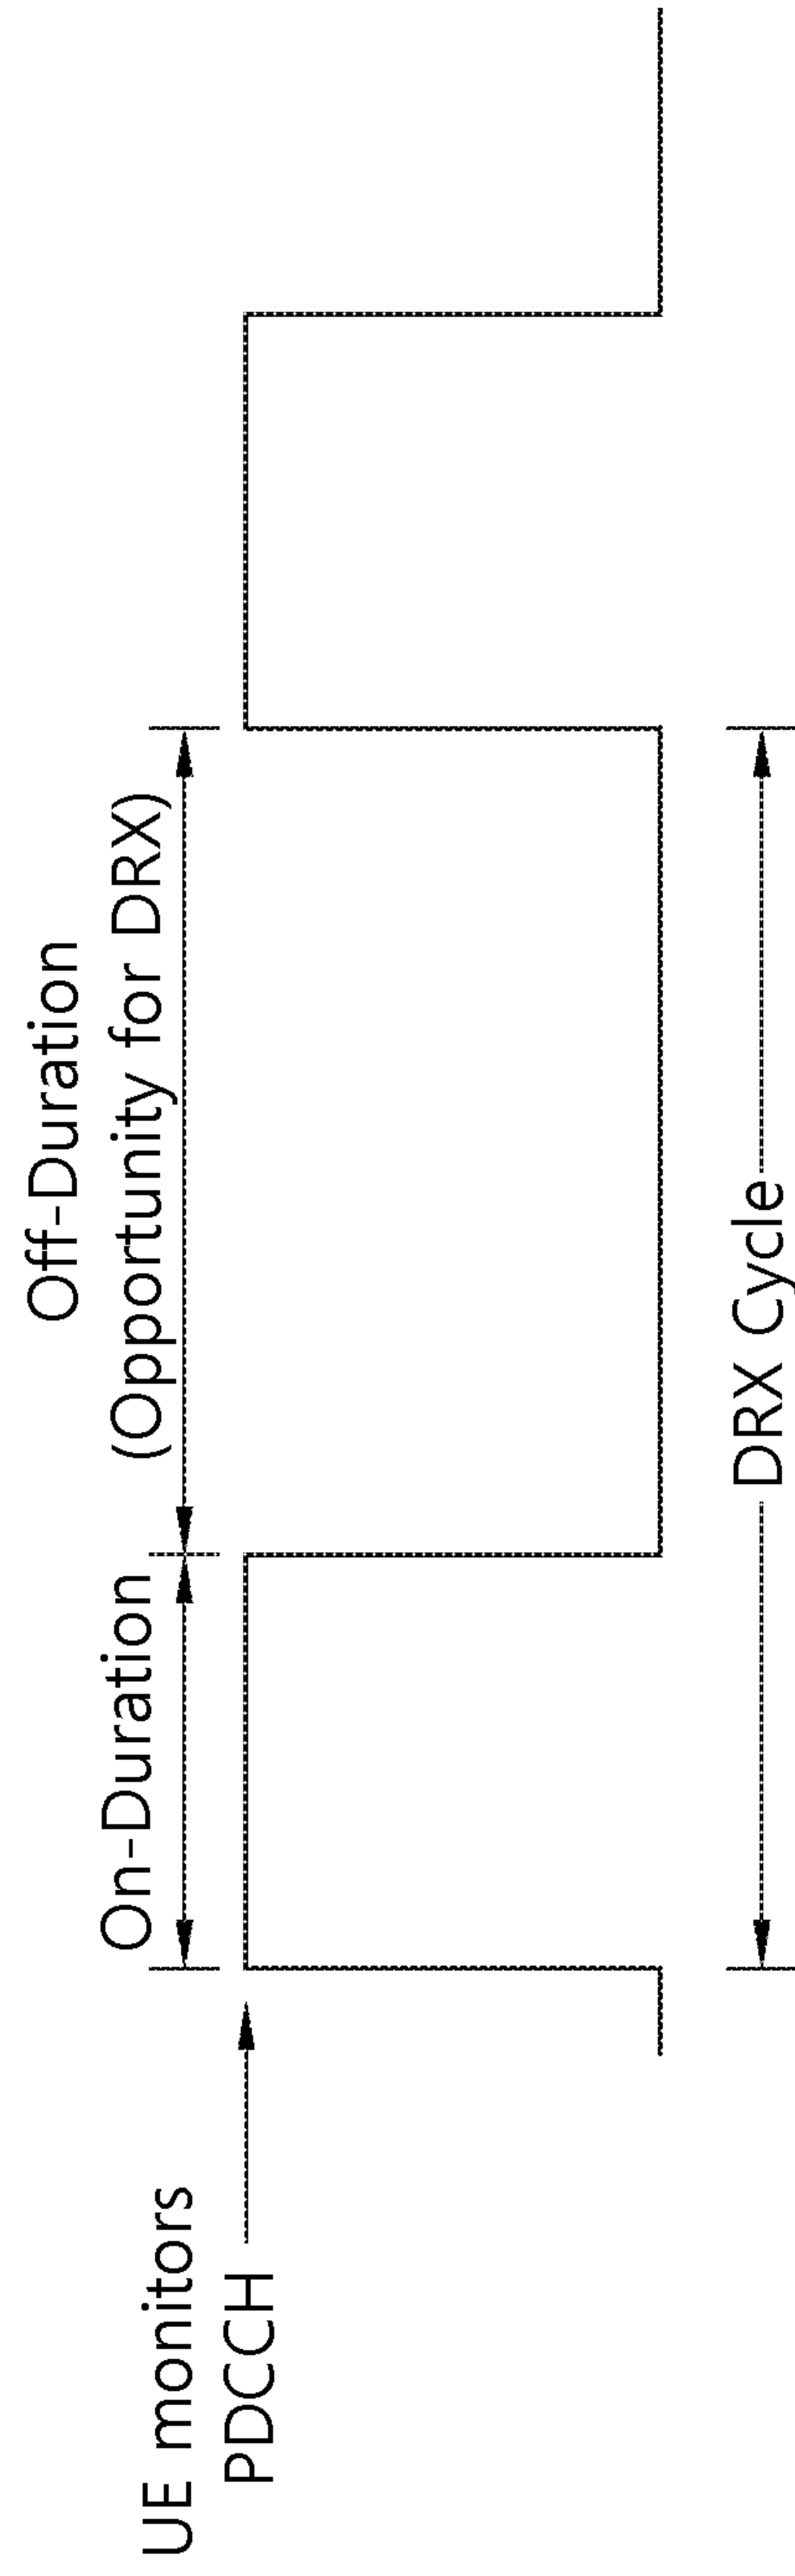 Off-Duration
(Opportunity for DRX)
On-Duration
UE monitors
PDCCH
DRX Cycle